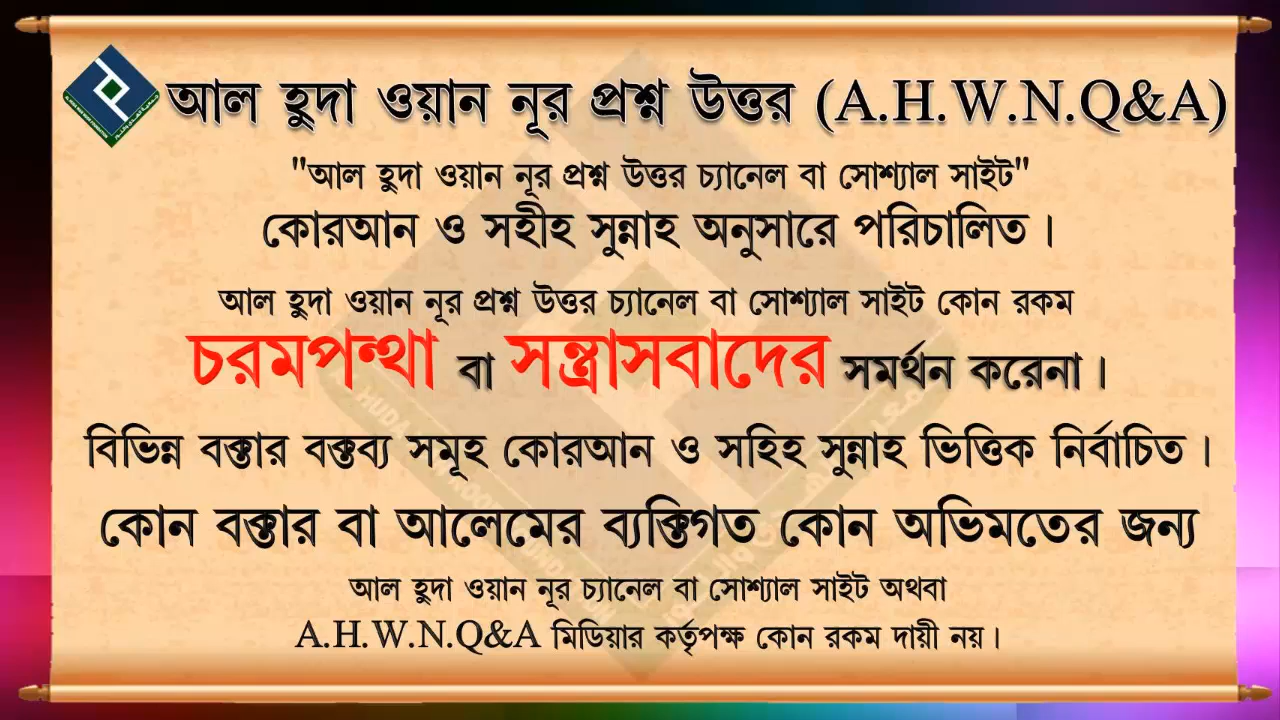 আল হুদা ওয়ান নূর প্রশ্ন উত্তর (A.H.W.N.Q&A)
"আল হুদা ওয়ান নূর প্রশ্ন উত্তর চ্যানেল বা সোশ্যাল সাইট"
কোরআন ও সহীহ সুন্নাহ অনুসারে পরিচালিত।
আল হুদা ওয়ান নূর প্রশ্ন উত্তর চ্যানেল বা সোশ্যাল সাইট কোন রকম
চরমপন্থা বা সন্ত্রাসবাদের সমর্থন করেনা।
বিভিন্ন বক্তার বক্তব্য সমূহ কোরআন ও সহিহ সুন্নাহ ভিত্তিক নির্বাচিত।
কোন বক্তার বা আলেমের ব্যক্তিগত কোন অভিমতের জন্য
আল হুদা ওয়ান নূর চ্যানেল বা সোশ্যাল সাইট অথবা
A.H.W.N.Q&A মিডিয়ার কর্তৃপক্ষ কোন রকম দায়ী নয়।